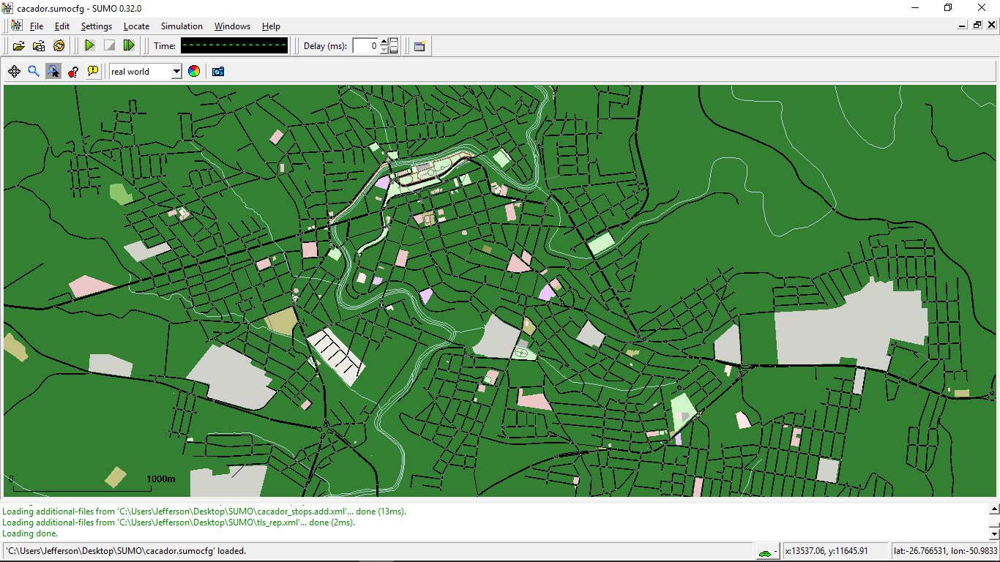 cacador.sumocfg - SUMO 0.32.0
File Edit Settings Locate Simulation Windows Help
Time: Delay (ms): 0
real world
1000m
0
Loading additional-files from 'C:\Users\Jefferson\Desktop\SUMO\cacador_stops.add.xml'... done (13ms).
Loading additional-files from 'C:\Users\Jefferson\Desktop\SUMO\tls_rep.xml'... done (2ms).
Loading done.
'C:\Users\Jefferson\Desktop\SUMO\cacador.sumocfg' loaded. - x:13537.06, y:11645.91 lat:-26.766531, lon:-50.9833